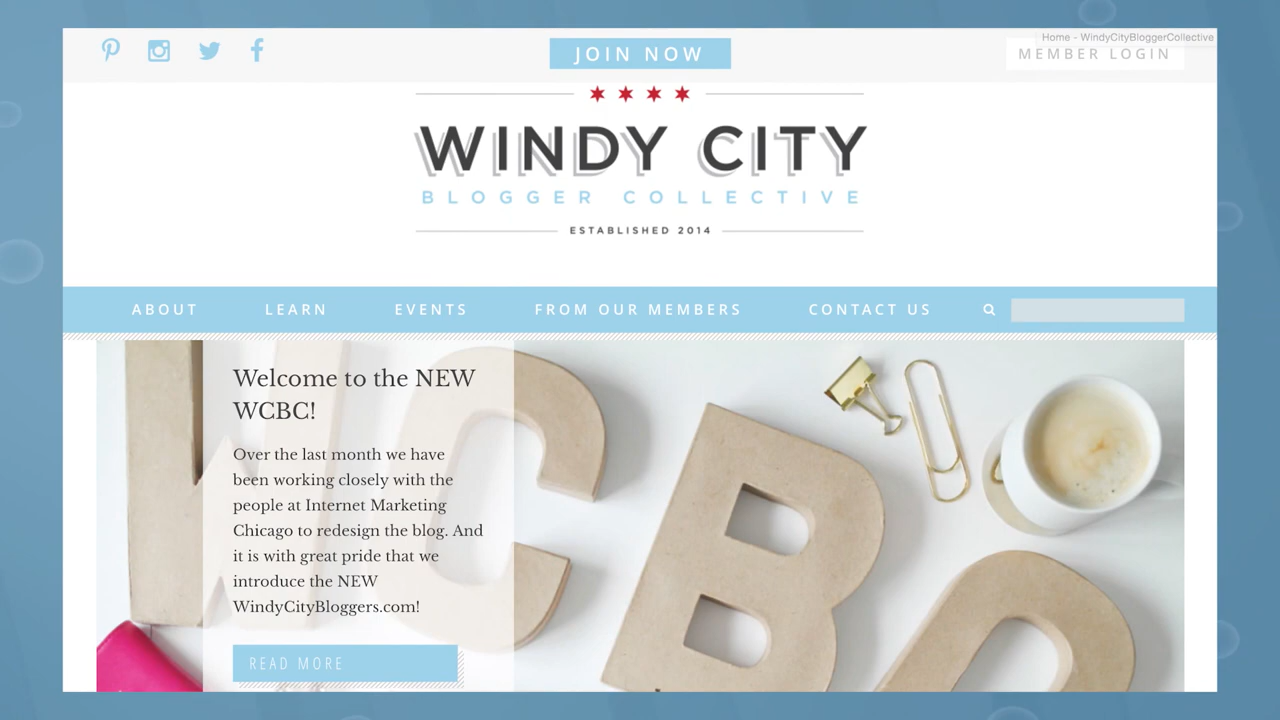 Home - WindyCityBloggerCollective
JOIN NOW
MEMBER LOGIN
WINDY CITY
BLOGGER COLLECTIVE
ESTABLISHED 2014
ABOUT LEARN EVENTS FROM OUR MEMBERS CONTACT US
Welcome to the NEW
WCBC!
Over the last month we have
been working closely with the
people at Internet Marketing
Chicago to redesign the blog. And
it is with great pride that we
introduce the NEW
WindyCityBloggers.com!
READ MORE
W C B C